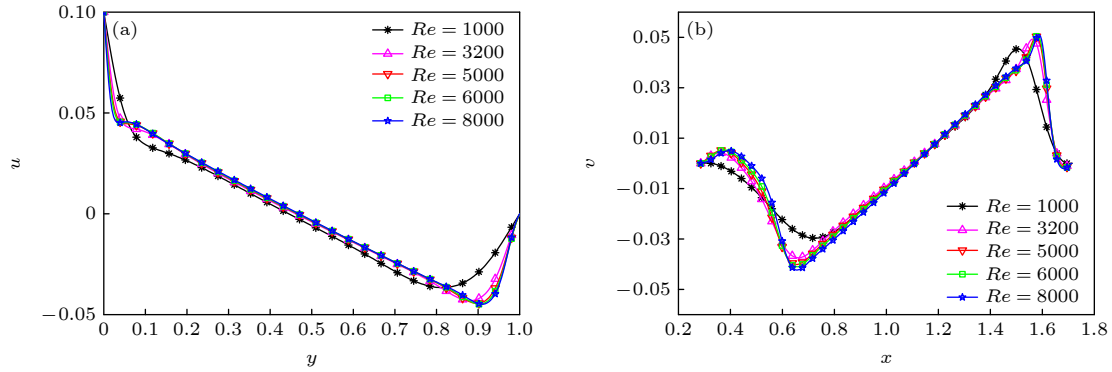 (a)
Re = 1000
Re = 3200
Re = 5000
Re = 6000
Re = 8000
0.10
0.05
0
−0.05
u
0 0.1 0.2 0.3 0.4 0.5 0.6 0.7 0.8 0.9 1.0
y
(b)
0.05
0.03
0.01
−0.01
−0.03
−0.05
v
Re = 1000
Re = 3200
Re = 5000
Re = 6000
Re = 8000
0.2 0.4 0.6 0.8 1.0 1.2 1.4 1.6 1.8
x